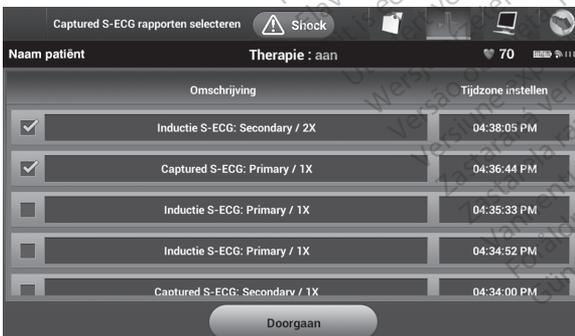 Captured S-ECG rapporten selecteren Shock
Naam patiënt Therapie : aan 70
Omschrijving Tijdzone instellen
Inductie S-ECG: Secondary / 2X 04:38:05 PM
Captured S-ECG: Primary / 1X 04:36:44 PM
Inductie S-ECG: Primary / 1X 04:35:33 PM
Inductie S-ECG: Primary / 1X 04:34:52 PM
Captured S-ECG: Secondary / 1X 04:34:00 PM
Doorgaan